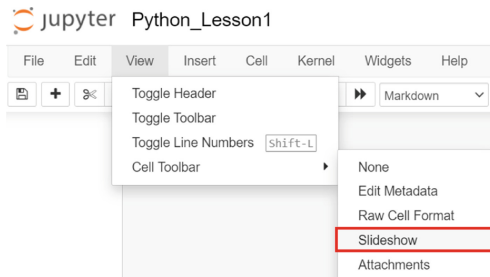 jupyter Python_Lesson1
File Edit View Insert Cell Kernel Widgets Help
Markdown
Toggle Header
Toggle Toolbar
Toggle Line Numbers Shift-L
Cell Toolbar
None
Edit Metadata
Raw Cell Format
Slideshow
Attachments